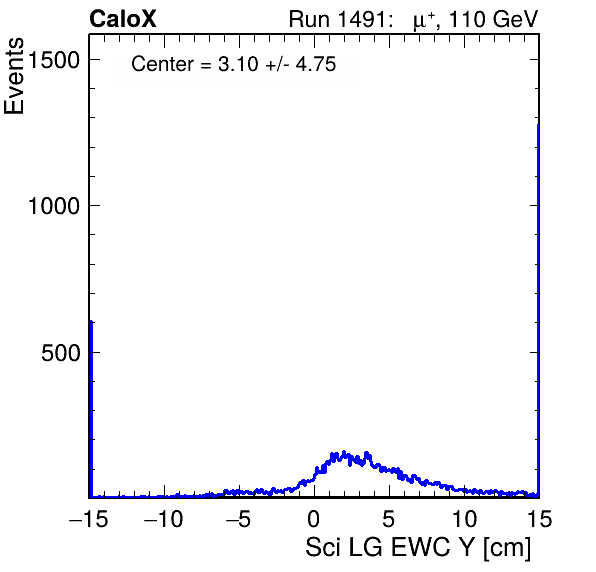 CaloX Run 1491: μ⁺, 110 GeV
Events
Center = 3.10 +/- 4.75
1500
1000
500
−15 −10 −5 0 5 10 15
Sci LG EWC Y [cm]